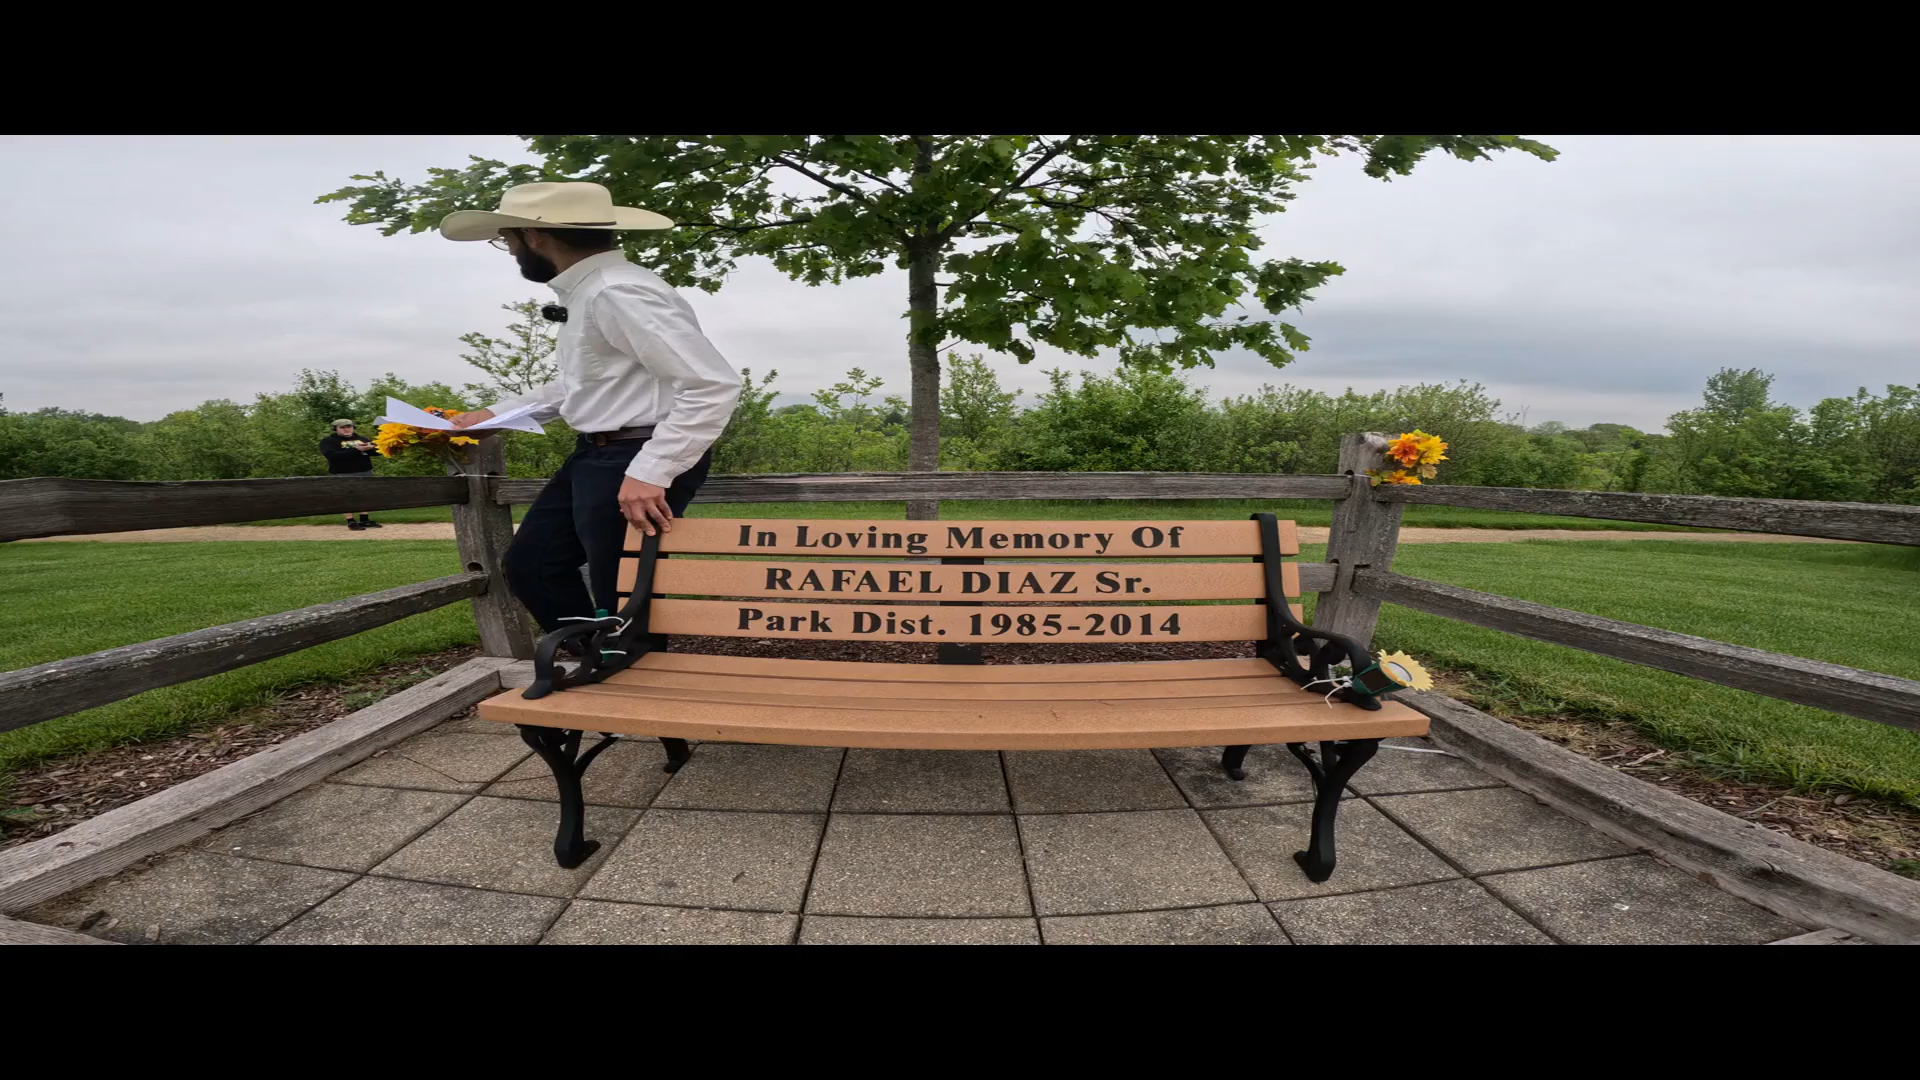 In Loving Memory Of
RAFAEL DIAZ Sr.
Park Dist. 1985-2014